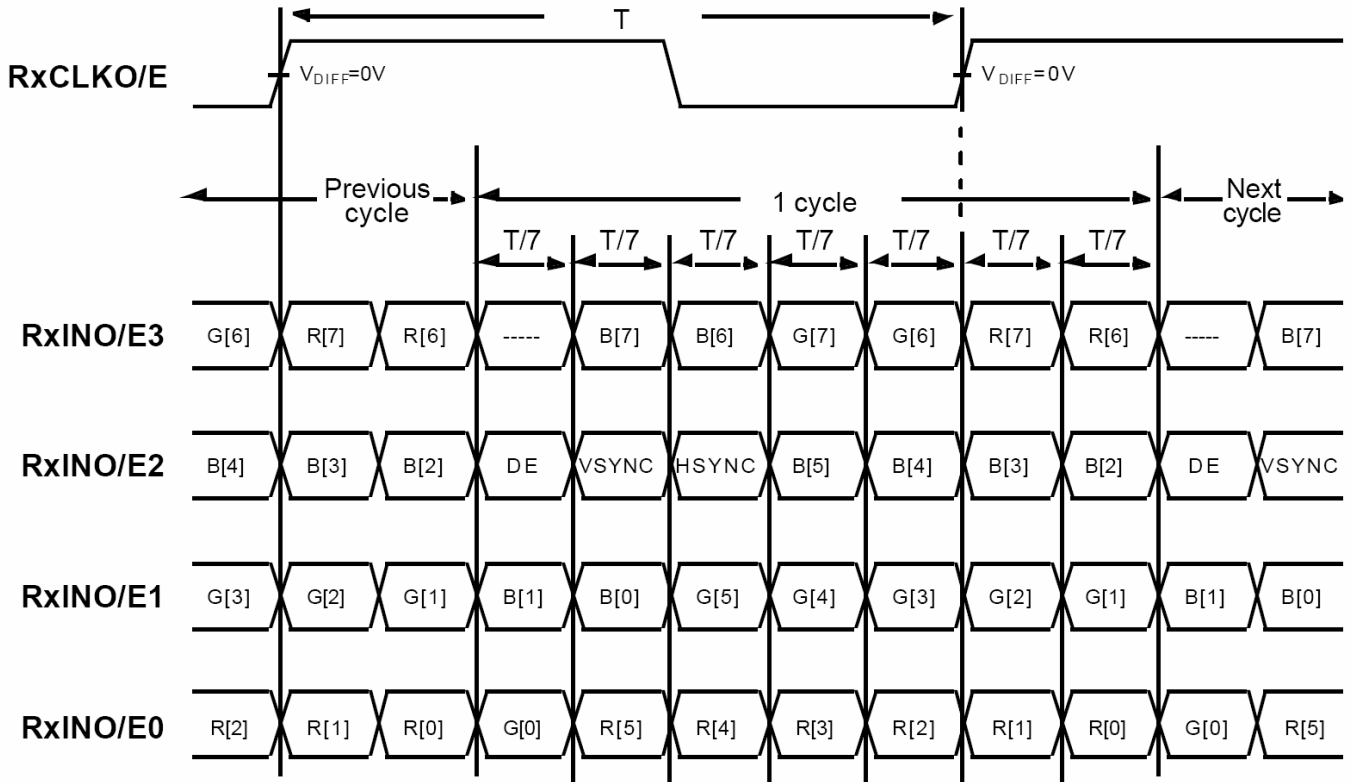 T
RxCLKO/E
VDIFF=0V VDIFF=0V
Previous cycle 1 cycle Next cycle
T/7 T/7 T/7 T/7 T/7 T/7 T/7
RxINO/E3 G[6] R[7] R[6] ----- B[7] B[6] G[7] G[6] R[7] R[6] ----- B[7]
RxINO/E2 B[4] B[3] B[2] DE VSYNC HSYNC B[5] B[4] B[3] B[2] DE VSYNC
RxINO/E1 G[3] G[2] G[1] B[1] B[0] G[5] G[4] G[3] G[2] G[1] B[1] B[0]
RxINO/E0 R[2] R[1] R[0] G[0] R[5] R[4] R[3] R[2] R[1] R[0] G[0] R[5]